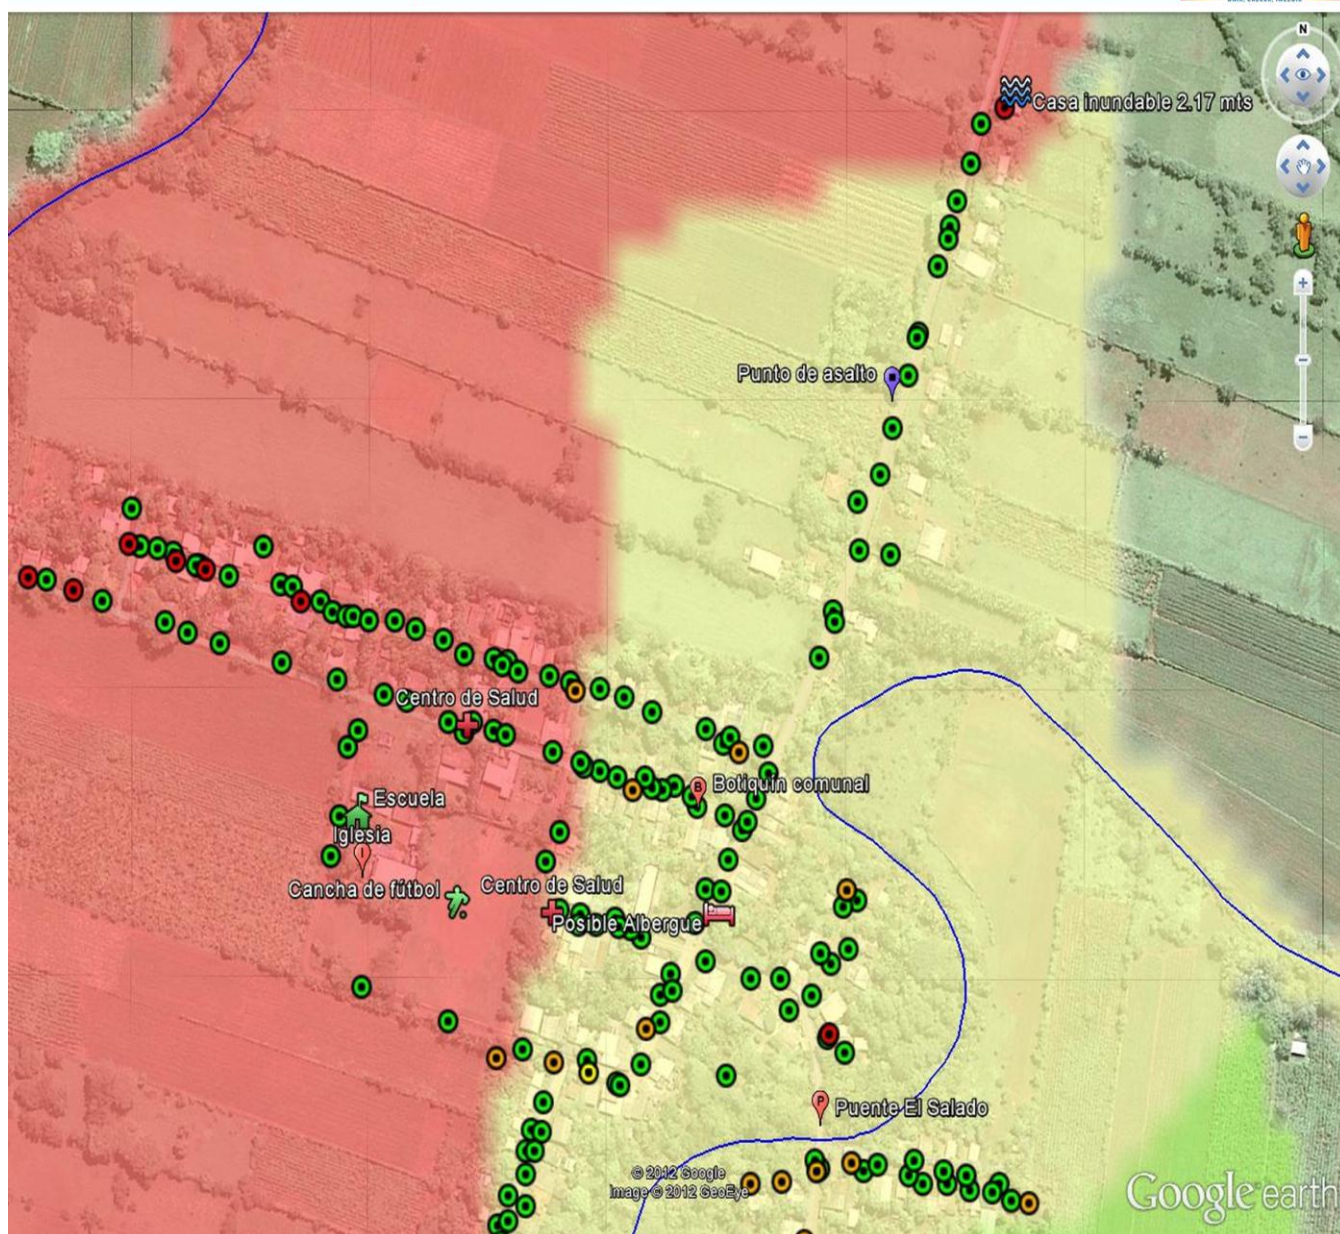 N
Casa inundable 2.17 mts
Punto de asalto
Centro de Salud
Botiquín comunal
B
Escuela
Iglesia
I
Cancha de fútbol
Centro de Salud
Posible Albergue
P
Puente El Salado
© 2012 Google
Image © 2012 GeoEye
Google earth